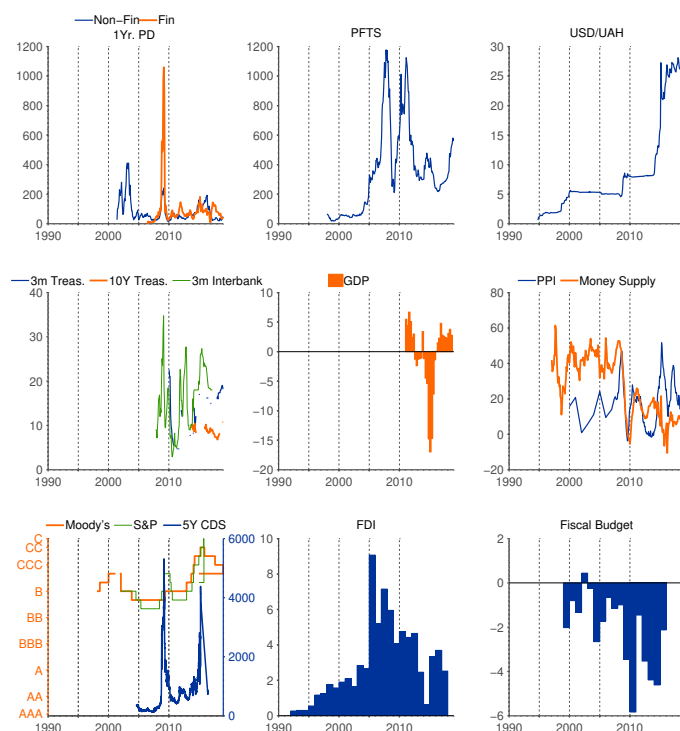 Non−Fin Fin
1Yr. PD
1200
1000
800
600
400
200
0
1990 2000 2010
PFTS
1200
1000
800
600
400
200
0
1990 2000 2010
USD/UAH
30
25
20
15
10
5
0
1990 2000 2010
3m Treas. 10Y Treas. 3m Interbank
40
30
20
10
0
1990 2000 2010
GDP
10
5
0
−5
−10
−15
−20
1990 2000 2010
PPI Money Supply
80
60
40
20
0
−20
1990 2000 2010
Moody's S&P 5Y CDS
C
CC
CCC
B
BB
BBB
A
AA
AAA
6000
4000
2000
0
1990 2000 2010
FDI
10
8
6
4
2
0
1990 2000 2010
Fiscal Budget
2
0
−2
−4
−6
1990 2000 2010